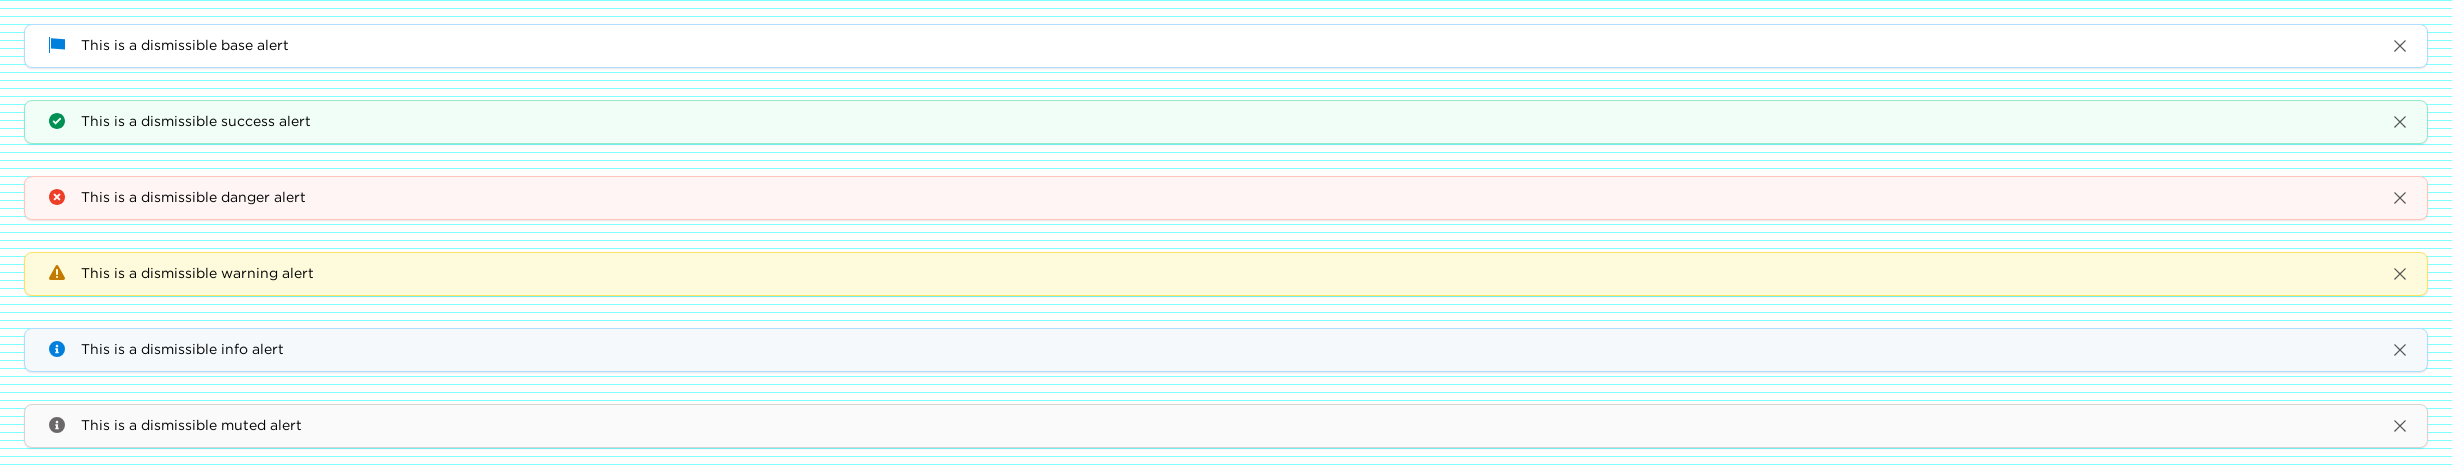 This is a dismissible base alert
This is a dismissible success alert
This is a dismissible danger alert
This is a dismissible warning alert
This is a dismissible info alert
This is a dismissible muted alert